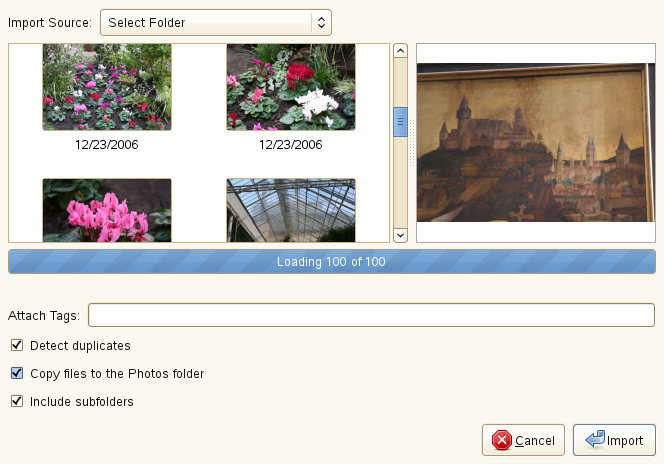 Import Source: Select Folder
12/23/2006 12/23/2006
Loading 100 of 100
Attach Tags:
Detect duplicates
Copy files to the Photos folder
Include subfolders
Cancel Import